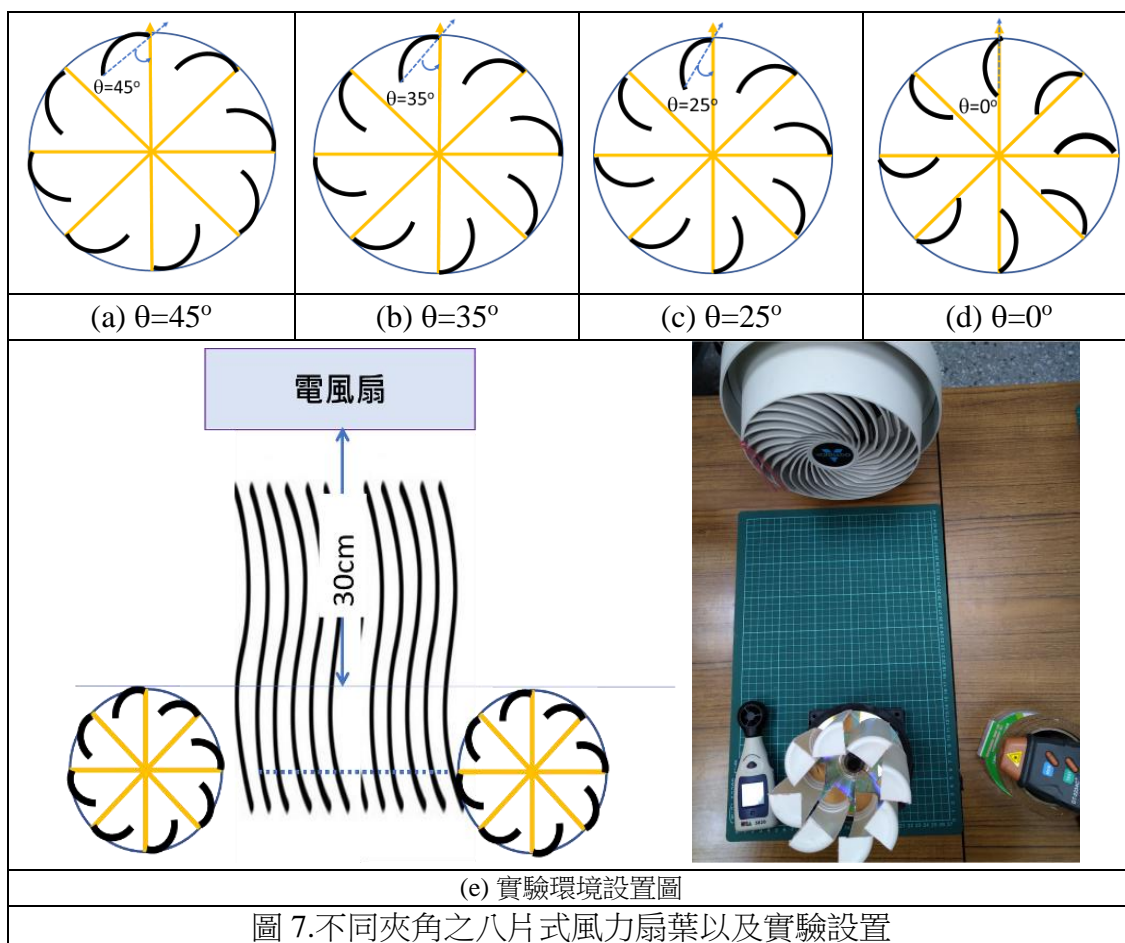 θ=45°
θ=35°
θ=25°
θ=0°
(a) θ=45°
(b) θ=35°
(c) θ=25°
(d) θ=0°
電風扇
30cm
(e) 實驗環境設置圖
圖 7.不同夾角之八片式風力扇葉以及實驗設置